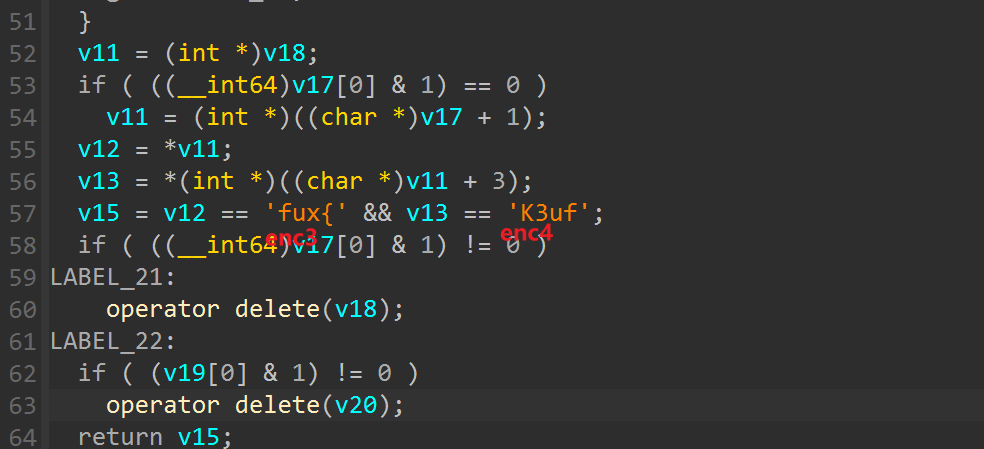 51 }
52 v11 = (int *)v18;
53 if ( ((__int64)v17[0] & 1) == 0 )
54 v11 = (int *)((char *)v17 + 1);
55 v12 = *v11;
56 v13 = *(int *)((char *)v11 + 3);
57 v15 = v12 == 'fux{' && v13 == 'K3uf';
enc3 enc4
58 if ( ((__int64)v17[0] & 1) != 0 )
59 LABEL_21:
60 operator delete(v18);
61 LABEL_22:
62 if ( (v19[0] & 1) != 0 )
63 operator delete(v20);
64 return v15;